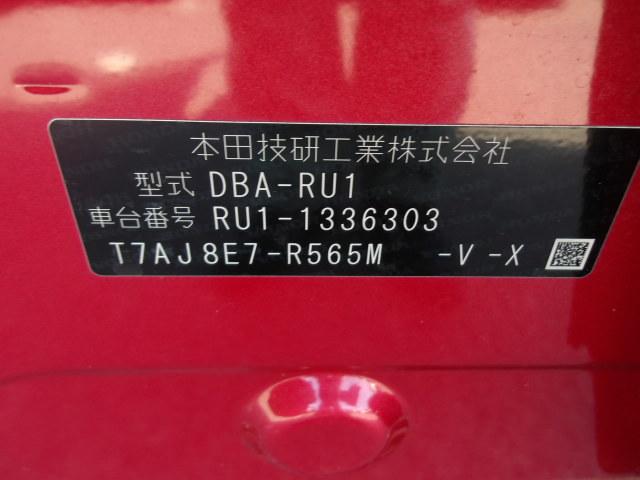 本田技研工業株式会社
型式 DBA-RU1
車台番号 RU1-1336303
T7AJ8E7-R565M -V -X